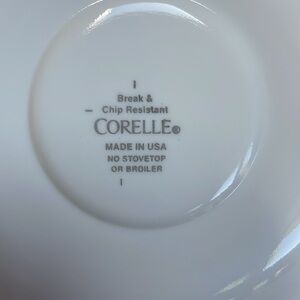 Break &
Chip Resistant
CORELLE®
MADE IN USA
NO STOVETOP
OR BROILER